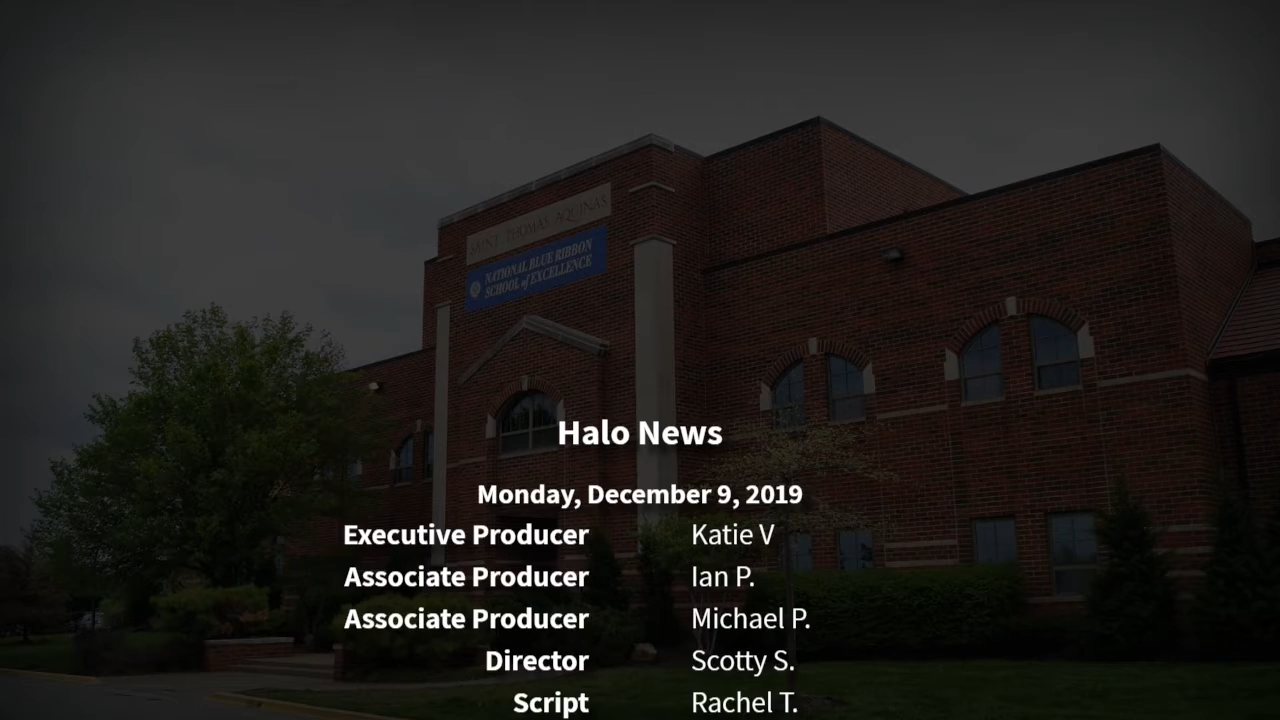 SAINT THOMAS AQUINAS
NATIONAL BLUE RIBBON
SCHOOL of EXCELLENCE
Halo News
Monday, December 9, 2019
Executive Producer Katie V
Associate Producer Ian P.
Associate Producer Michael P.
Director Scotty S.
Script Rachel T.